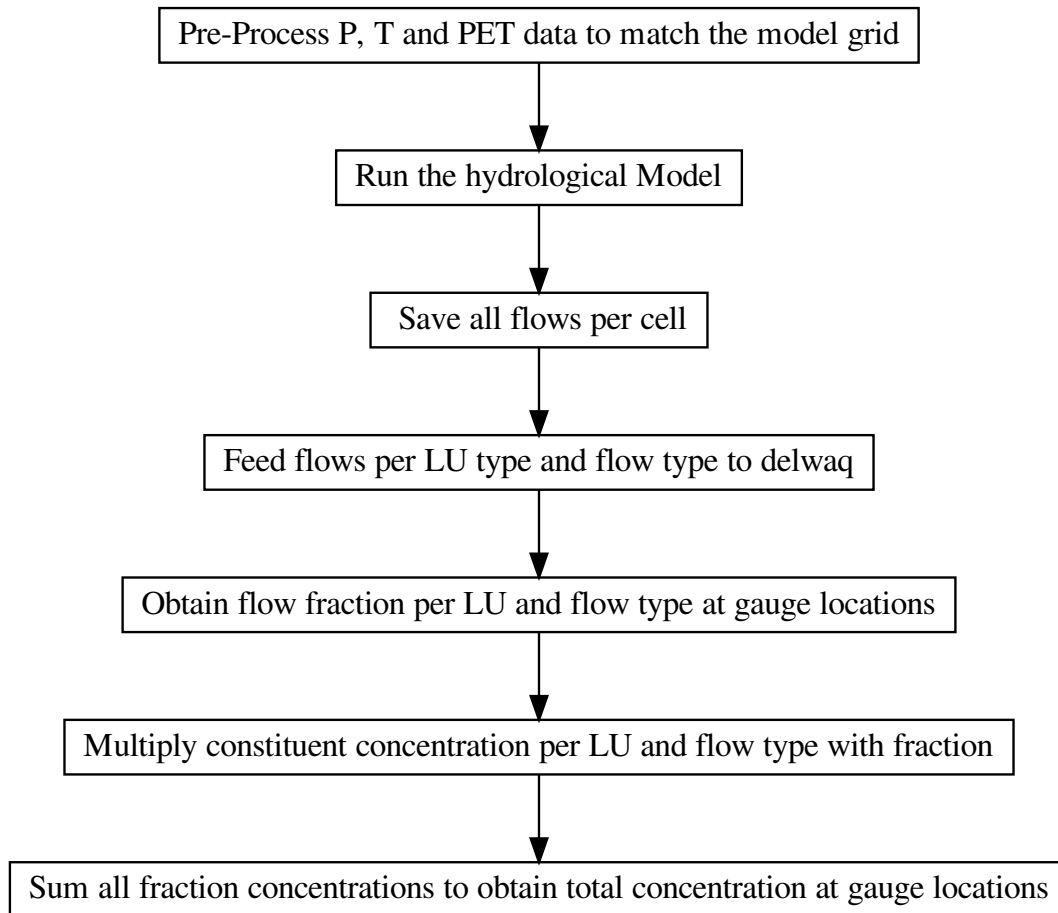 Pre-Process P, T and PET data to match the model grid
Run the hydrological Model
Save all flows per cell
Feed flows per LU type and flow type to delwaq
Obtain flow fraction per LU and flow type at gauge locations
Multiply constituent concentration per LU and flow type with fraction
Sum all fraction concentrations to obtain total concentration at gauge locations